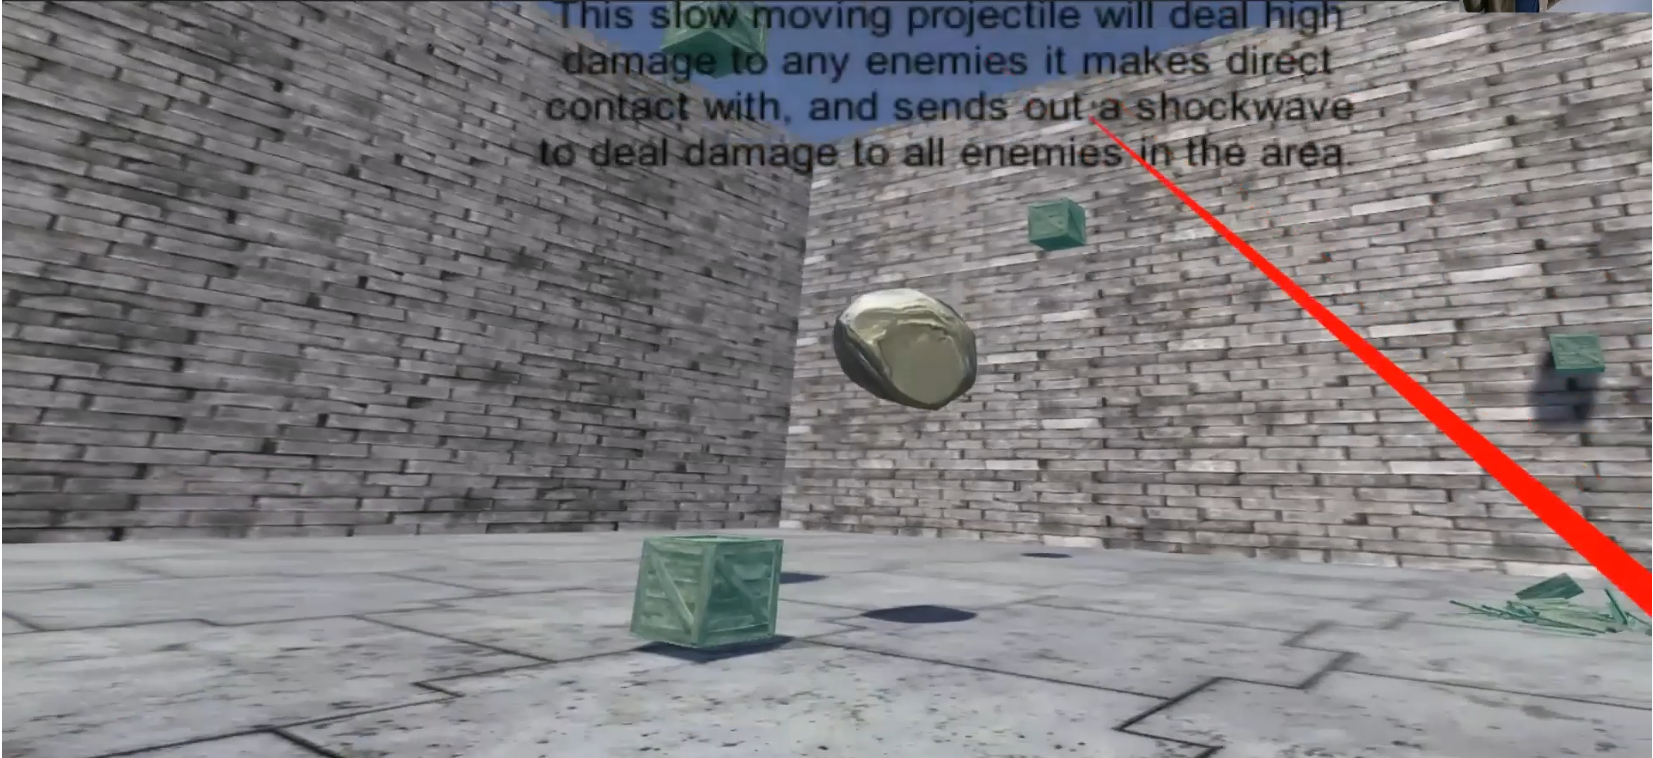 This slow moving projectile will deal high
damage to any enemies it makes direct
contact with, and sends out a shockwave
to deal damage to all enemies in the area.